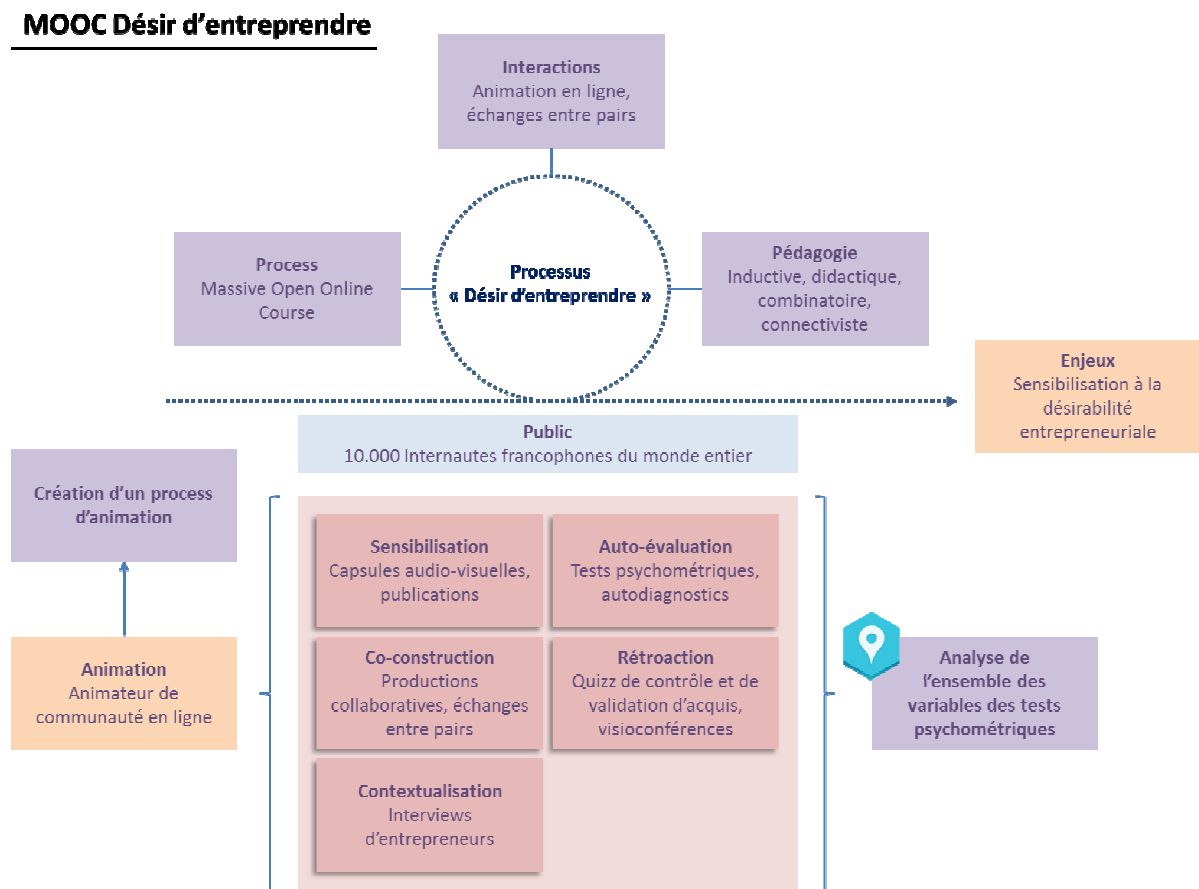 MOOC Désir d'entreprendre
Interactions
Animation en ligne,
échanges entre pairs
Process
Massive Open Online
Course
Processus
« Désir d'entreprendre »
Pédagogie
Inductive, didactique,
combinatoire,
connectiviste
Enjeux
Sensibilisation à la
désirabilité
entrepreneuriale
Public
10.000 Internautes francophones du monde entier
Création d'un process
d'animation
Animation
Animateur de
communauté en ligne
Sensibilisation
Capsules audio-visuelles,
publications
Auto-évaluation
Tests psychométriques,
autodiagnostics
Co-construction
Productions
collaboratives, échanges
entre pairs
Rétroaction
Quizz de contrôle et de
validation d'acquis,
visioconférences
Contextualisation
Interviews
d'entrepreneurs
Analyse de
l'ensemble des
variables des tests
psychométriques